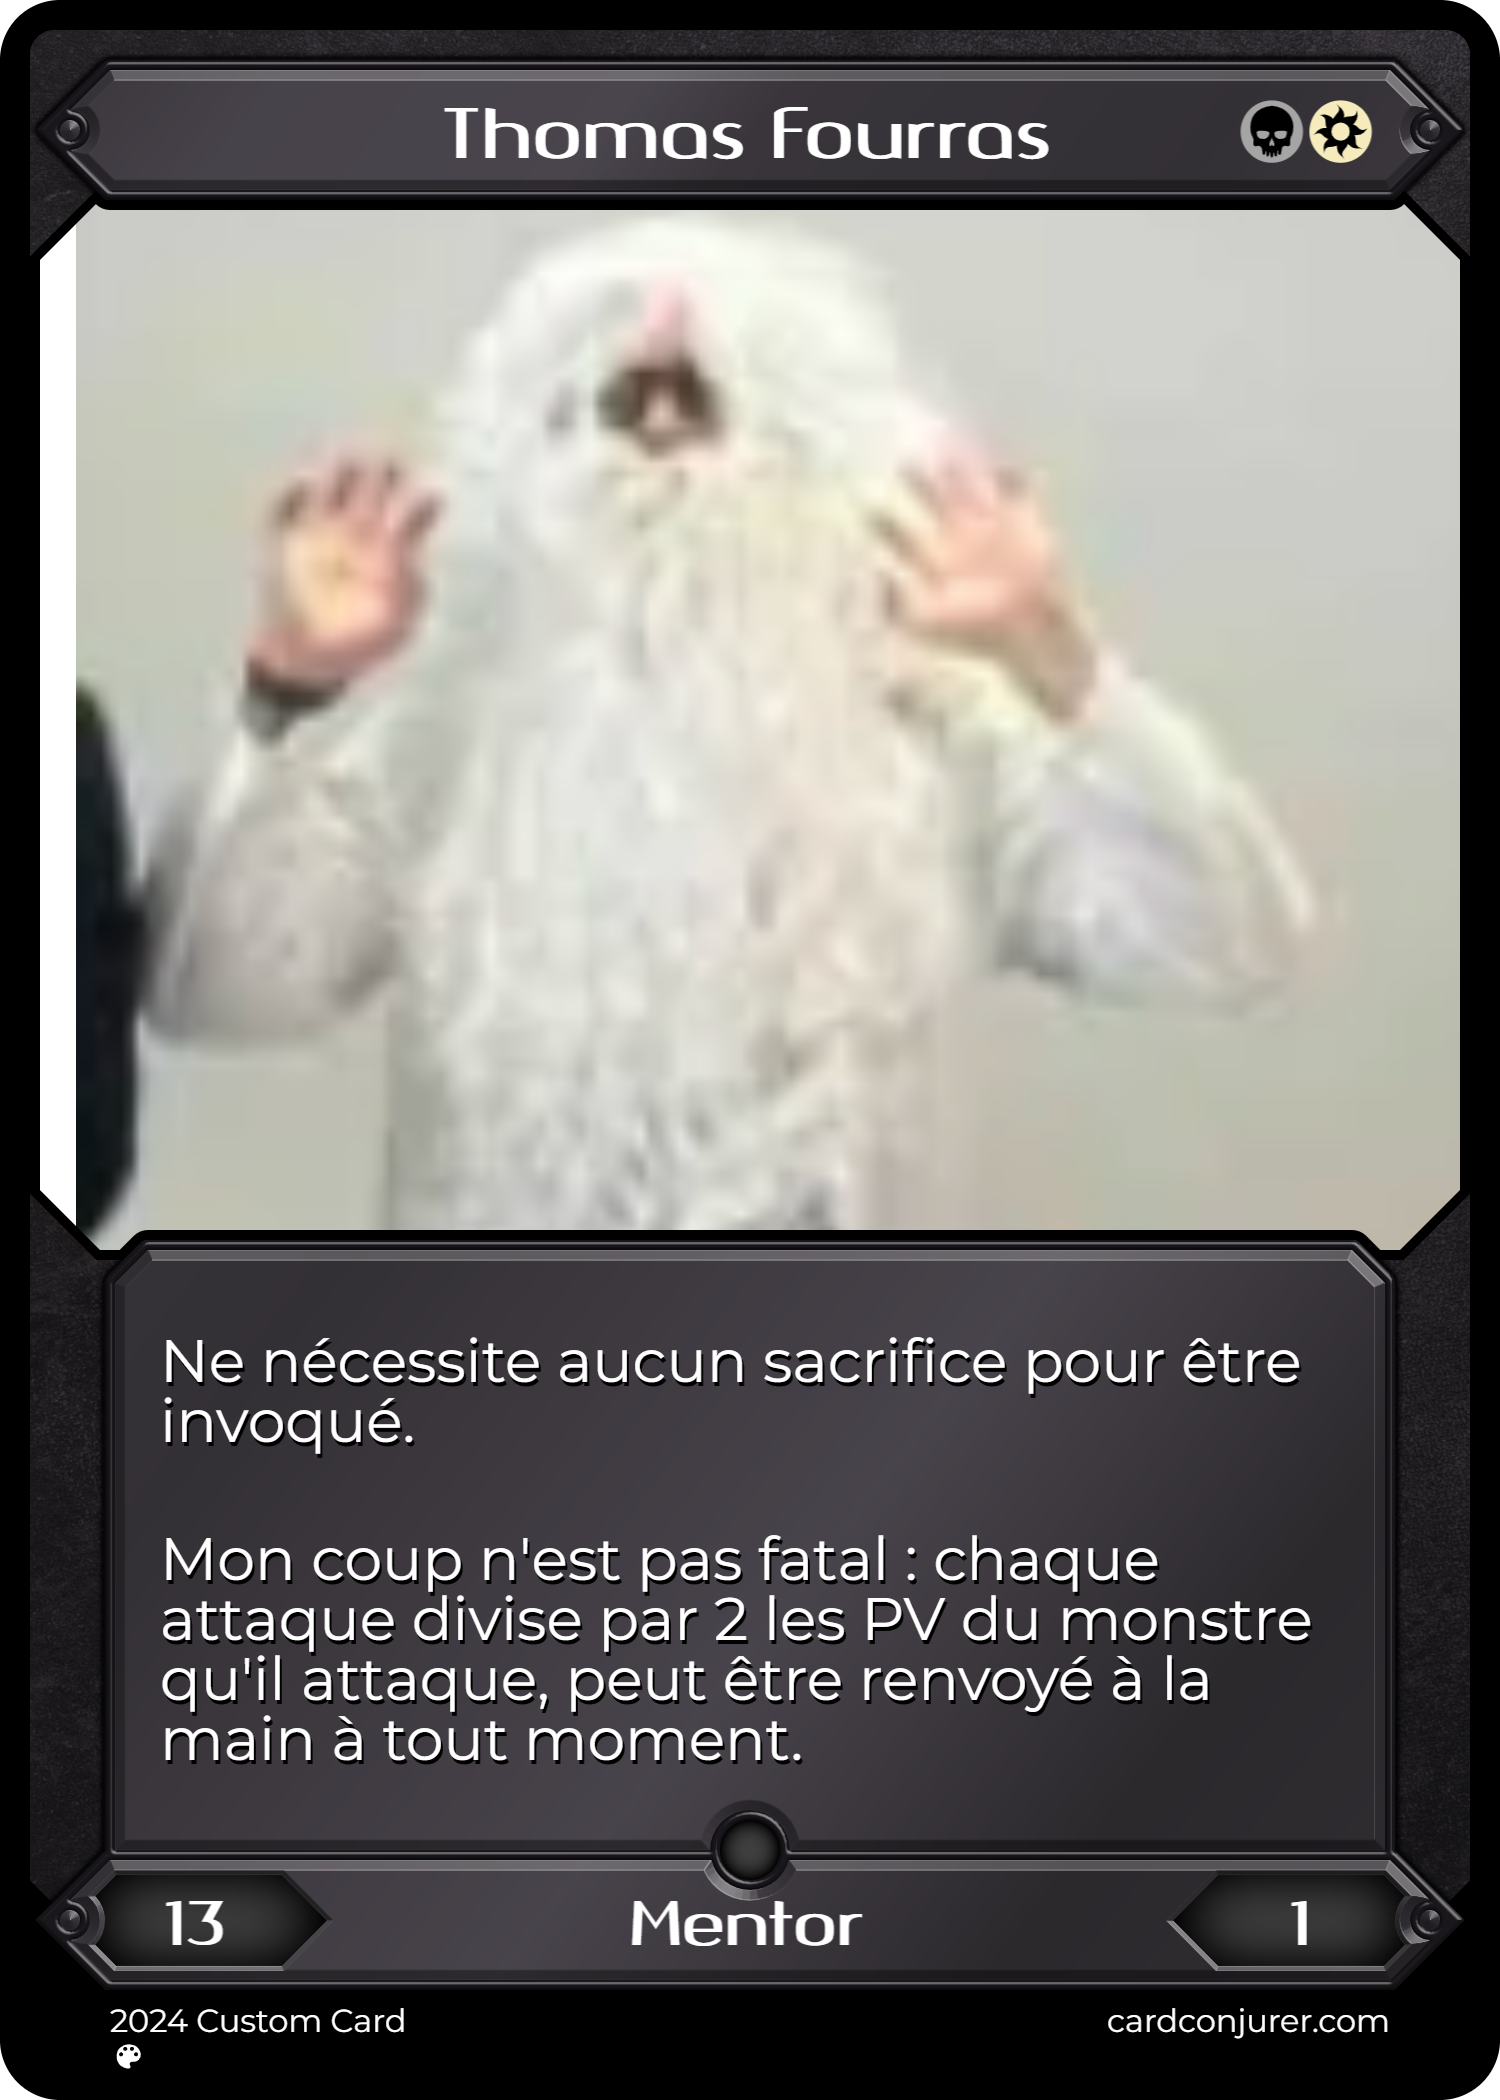 Thomas Fourras
Ne nécessite aucun sacrifice pour être
invoqué.
Mon coup n'est pas fatal : chaque
attaque divise par 2 les PV du monstre
qu'il attaque, peut être renvoyé à la
main à tout moment.
13
Mentor
1
2024 Custom Card
cardconjurer.com